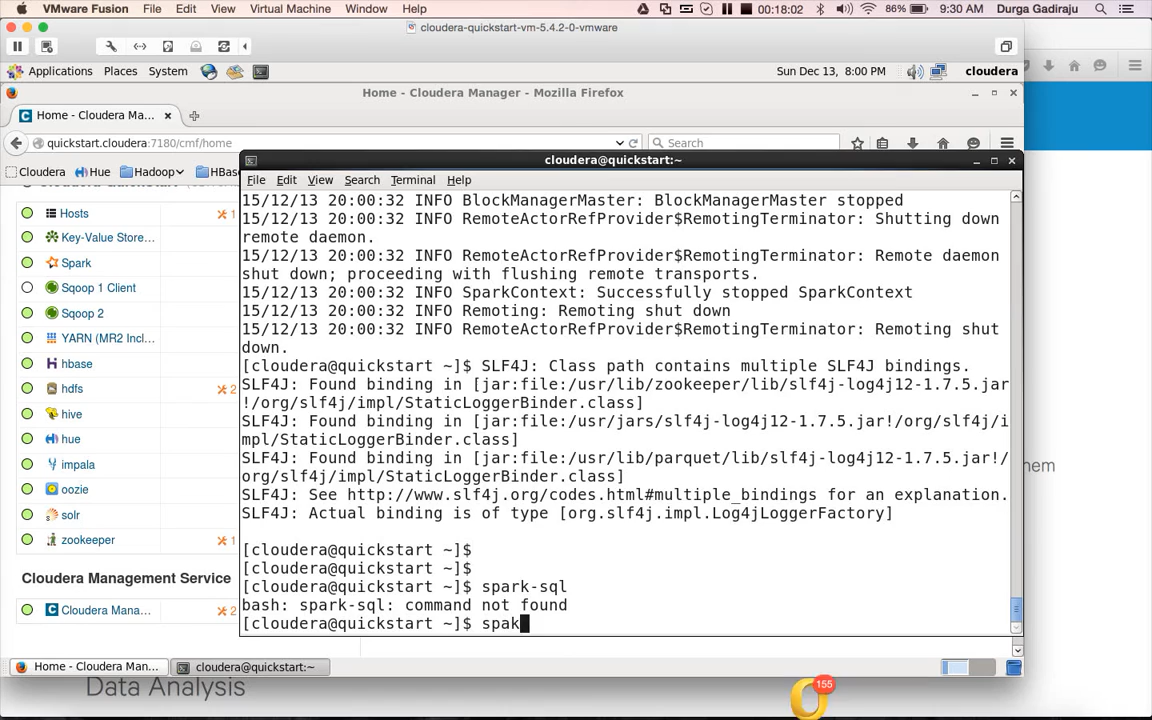 VMware Fusion File Edit View Virtual Machine Window Help 00:18:02 86% 9:30 AM Durga Gadiraju
cloudera-quickstart-vm-5.4.2-0-vmware
Applications Places System Sun Dec 13, 8:00 PM cloudera
Home - Cloudera Manager - Mozilla Firefox
Home - Cloudera Ma...
quickstart.cloudera:7180/cmf/home Search
Cloudera Hue Hadoop HBas
cloudera@quickstart:~
File Edit View Search Terminal Help
Hosts 1
Key-Value Store...
Spark
Sqoop 1 Client
Sqoop 2
YARN (MR2 Incl...
hbase
hdfs 2
hive
hue
impala
oozie
solr
zookeeper 1
Cloudera Management Service
Cloudera Mana... 2
15/12/13 20:00:32 INFO BlockManagerMaster: BlockManagerMaster stopped
15/12/13 20:00:32 INFO RemoteActorRefProvider$RemotingTerminator: Shutting down
remote daemon.
15/12/13 20:00:32 INFO RemoteActorRefProvider$RemotingTerminator: Remote daemon
shut down; proceeding with flushing remote transports.
15/12/13 20:00:32 INFO SparkContext: Successfully stopped SparkContext
15/12/13 20:00:32 INFO Remoting: Remoting shut down
15/12/13 20:00:32 INFO RemoteActorRefProvider$RemotingTerminator: Remoting shut
down.
[cloudera@quickstart ~]$ SLF4J: Class path contains multiple SLF4J bindings.
SLF4J: Found binding in [jar:file:/usr/lib/zookeeper/lib/slf4j-log4j12-1.7.5.jar
!/org/slf4j/impl/StaticLoggerBinder.class]
SLF4J: Found binding in [jar:file:/usr/jars/slf4j-log4j12-1.7.5.jar!/org/slf4j/i
mpl/StaticLoggerBinder.class]
SLF4J: Found binding in [jar:file:/usr/lib/parquet/lib/slf4j-log4j12-1.7.5.jar!/
org/slf4j/impl/StaticLoggerBinder.class]
SLF4J: See http://www.slf4j.org/codes.html#multiple_bindings for an explanation.
SLF4J: Actual binding is of type [org.slf4j.impl.Log4jLoggerFactory]
[cloudera@quickstart ~]$
[cloudera@quickstart ~]$
[cloudera@quickstart ~]$ spark-sql
bash: spark-sql: command not found
[cloudera@quickstart ~]$ spak
hem
Home - Cloudera Man... cloudera@quickstart:~
Data Analysis
155